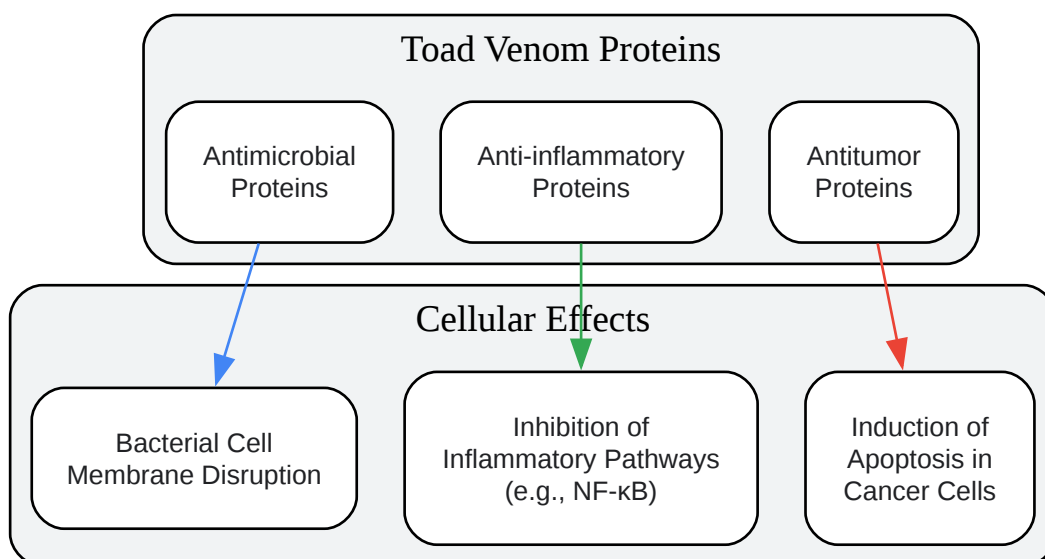 Toad Venom Proteins
Antimicrobial
Proteins
Anti-inflammatory
Proteins
Antitumor
Proteins
Cellular Effects
Bacterial Cell
Membrane Disruption
Inhibition of
Inflammatory Pathways
(e.g., NF-κB)
Induction of
Apoptosis in
Cancer Cells